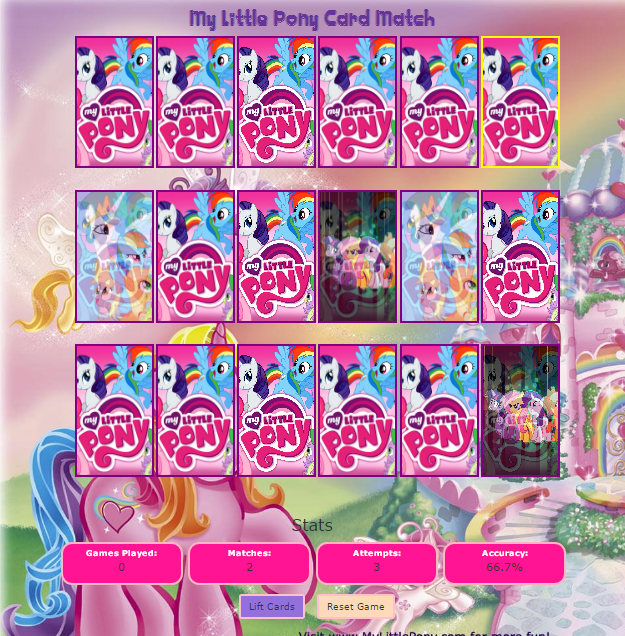 My Little Pony Card Match
my LITTLE PONY my LITTLE PONY my LITTLE PONY my LITTLE PONY my LITTLE PONY my LITTLE PONY
my LITTLE PONY my LITTLE PONY my LITTLE PONY
my LITTLE PONY my LITTLE PONY my LITTLE PONY my LITTLE PONY my LITTLE PONY
Stats
Games Played: Matches: Attempts: Accuracy:
0 2 3 66.7%
Lift Cards Reset Game
Visit www.MyLittlePony.com for more fun!